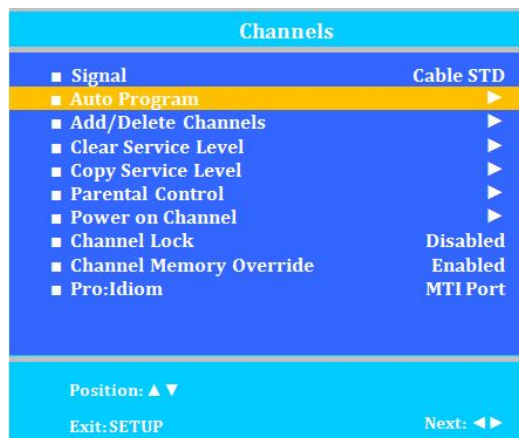 Channels
■ Signal Cable STD
■ Auto Program ▶
■ Add/Delete Channels ▶
■ Clear Service Level ▶
■ Copy Service Level ▶
■ Parental Control ▶
■ Power on Channel ▶
■ Channel Lock Disabled
■ Channel Memory Override Enabled
■ Pro:Idiom MTI Port
Position: ▲ ▼
Exit: SETUP Next: ◀▶